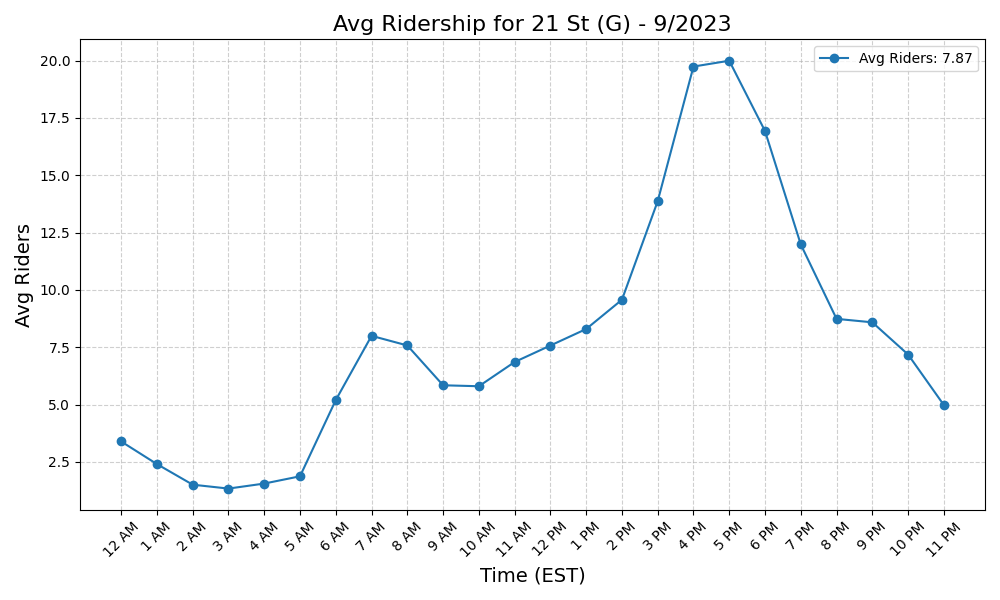 Avg Ridership for 21 St (G) - 9/2023
Avg Riders: 7.87
Avg Riders
20.0
17.5
15.0
12.5
10.0
7.5
5.0
2.5
12 AM
1 AM
2 AM
3 AM
4 AM
5 AM
6 AM
7 AM
8 AM
9 AM
10 AM
11 AM
12 PM
1 PM
2 PM
3 PM
4 PM
5 PM
6 PM
7 PM
8 PM
9 PM
10 PM
11 PM
Time (EST)